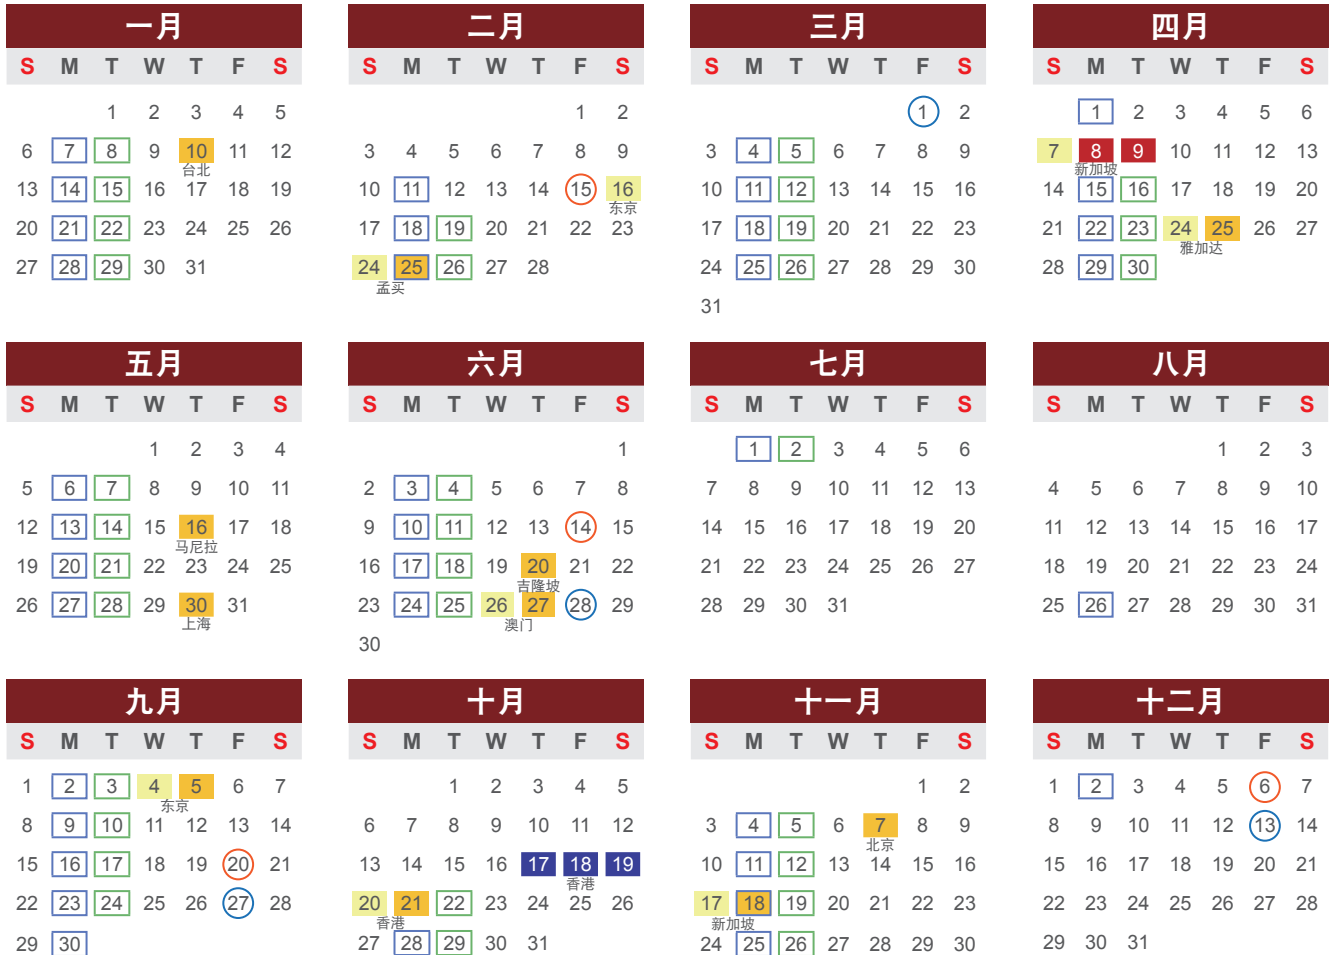 一月 二月 三月 四月
S M T W T F S S M T W T F S S M T W T F S S M T W T F S
1 2 3 4 5 1 2 1 2 1 2 3 4 5 6
6 7 8 9 10 11 12 3 4 5 6 7 8 9 3 4 5 6 7 8 9 7 8 9 10 11 12 13
台北 新加坡
13 14 15 16 17 18 19 10 11 12 13 14 15 16 10 11 12 13 14 15 16 14 15 16 17 18 19 20
东京
20 21 22 23 24 25 26 17 18 19 20 21 22 23 17 18 19 20 21 22 23 21 22 23 24 25 26 27
雅加达
27 28 29 30 31 24 25 26 27 28 24 25 26 27 28 29 30 28 29 30
孟买
31
五月 六月 七月 八月
S M T W T F S S M T W T F S S M T W T F S S M T W T F S
1 2 3 4 1 1 2 3 4 5 6 1 2 3
5 6 7 8 9 10 11 2 3 4 5 6 7 8 7 8 9 10 11 12 13 4 5 6 7 8 9 10
12 13 14 15 16 17 18 9 10 11 12 13 14 15 14 15 16 17 18 19 20 11 12 13 14 15 16 17
马尼拉
19 20 21 22 23 24 25 16 17 18 19 20 21 22 21 22 23 24 25 26 27 18 19 20 21 22 23 24
吉隆坡
26 27 28 29 30 31 23 24 25 26 27 28 29 28 29 30 31 25 26 27 28 29 30 31
上海 澳门
30
九月 十月 十一月 十二月
S M T W T F S S M T W T F S S M T W T F S S M T W T F S
1 2 3 4 5 6 7 1 2 3 4 5 1 2 1 2 3 4 5 6 7
东京
8 9 10 11 12 13 14 6 7 8 9 10 11 12 3 4 5 6 7 8 9 8 9 10 11 12 13 14
北京
15 16 17 18 19 20 21 13 14 15 16 17 18 19 10 11 12 13 14 15 16 15 16 17 18 19 20 21
香港
22 23 24 25 26 27 28 20 21 22 23 24 25 26 17 18 19 20 21 22 23 22 23 24 25 26 27 28
香港 新加坡
29 30 27 28 29 30 31 24 25 26 27 28 29 30 29 30 31